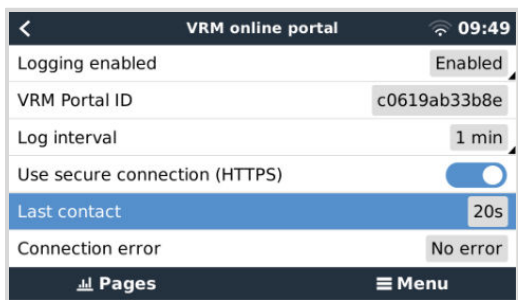 VRM online portal 09:49
Logging enabled Enabled
VRM Portal ID c0619ab33b8e
Log interval 1 min
Use secure connection (HTTPS)
Last contact 20s
Connection error No error
Pages Menu